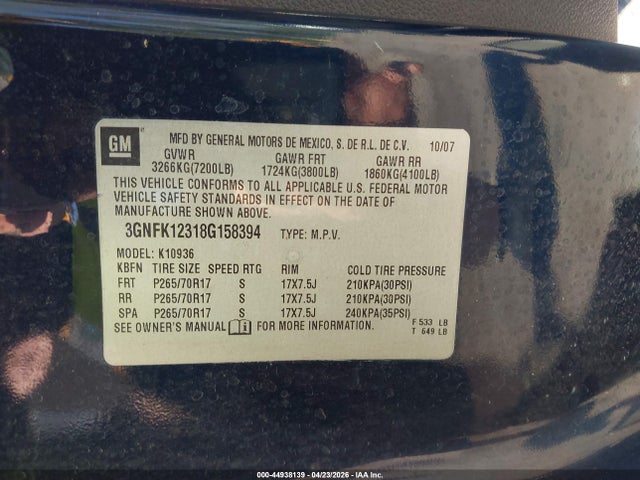 GM
MFD BY GENERAL MOTORS DE MEXICO, S. DE R.L. DE C.V. 10/07
GVWR GAWR FRT GAWR RR
3266KG(7200LB) 1724KG(3800LB) 1860KG(4100LB)
THIS VEHICLE CONFORMS TO ALL APPLICABLE U.S. FEDERAL MOTOR
VEHICLE SAFETY STANDARDS IN EFFECT ON THE DATE OF
MANUFACTURE SHOWN ABOVE.
3GNFK12318G158394 TYPE: M.P.V.
MODEL: K10936
KBFN TIRE SIZE SPEED RTG RIM COLD TIRE PRESSURE
FRT P265/70R17 S 17X7.5J 210KPA(30PSI)
RR P265/70R17 S 17X7.5J 210KPA(30PSI)
SPA P265/70R17 S 17X7.5J 240KPA(35PSI)
SEE OWNER'S MANUAL FOR MORE INFORMATION. F 533 LB
T 649 LB
000-44938139 - 04/23/2026 - IAA Inc.